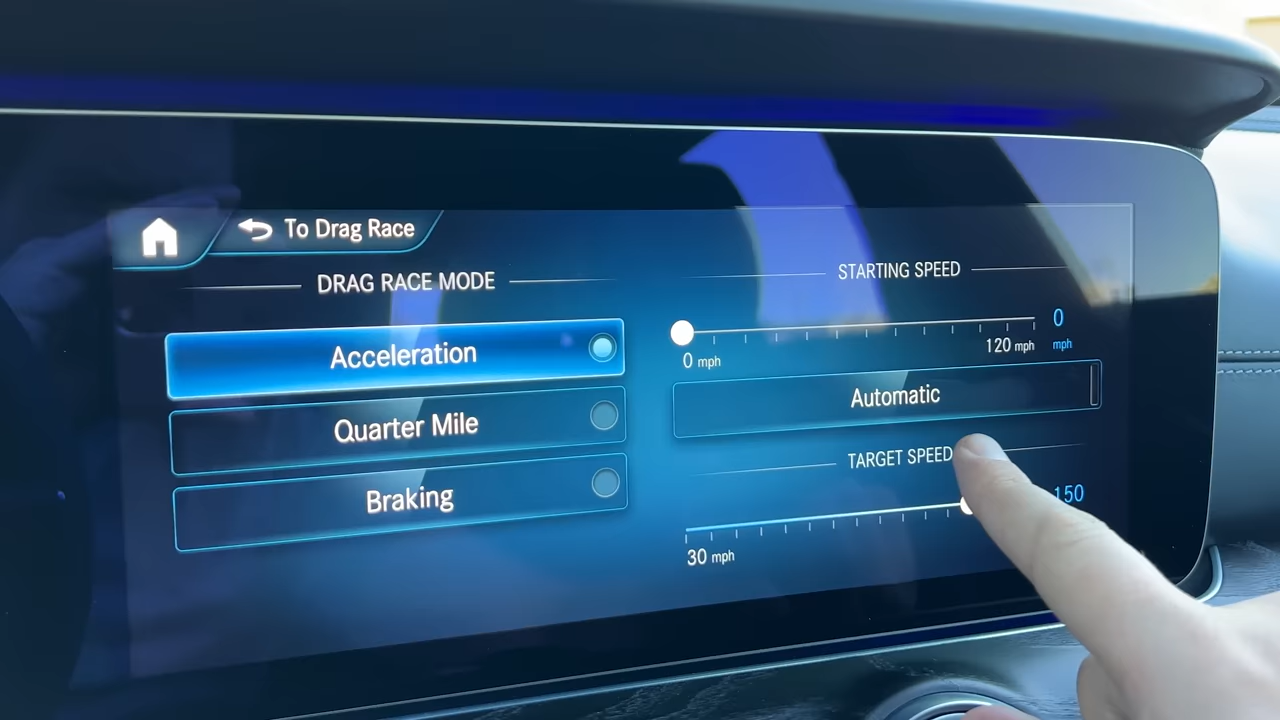 To Drag Race
DRAG RACE MODE
Acceleration
Quarter Mile
Braking
STARTING SPEED
0 mph
120 mph
0
mph
Automatic
TARGET SPEED
150
30 mph